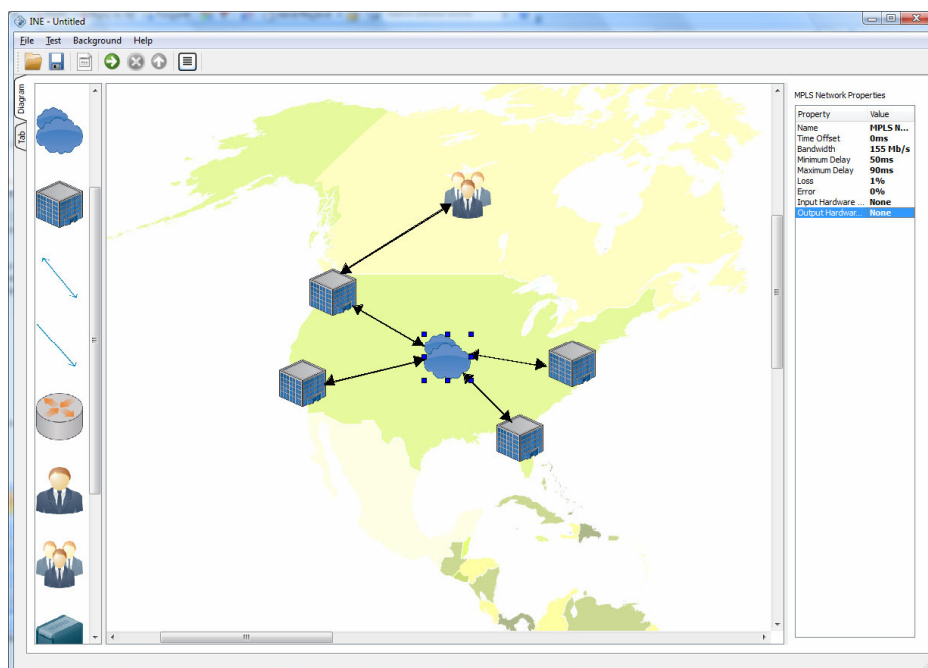 INE - Untitled
File Test Background Help
Diagram
Tab
MPLS Network Properties
Property Value
Name MPLS N...
Time Offset 0ms
Bandwidth 155 Mb/s
Minimum Delay 50ms
Maximum Delay 90ms
Loss 1%
Error 0%
Input Hardware ... None
Output Hardwar... None